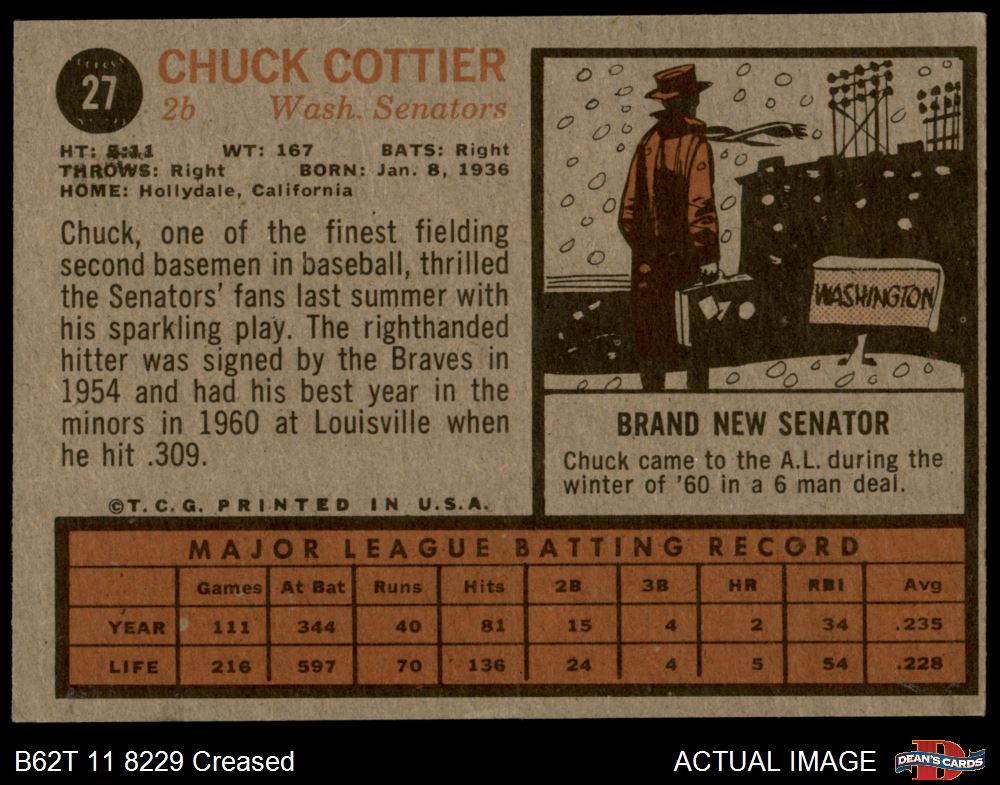 27
CHUCK COTTIER
2b Wash. Senators
HT: 5:11 WT: 167 BATS: Right
THROWS: Right BORN: Jan. 8, 1936
HOME: Hollydale, California
Chuck, one of the finest fielding
second basemen in baseball, thrilled
the Senators' fans last summer with
his sparkling play. The righthanded
hitter was signed by the Braves in
1954 and had his best year in the
minors in 1960 at Louisville when
he hit .309.
©T.C.G. PRINTED IN U.S.A.
WASHINGTON
BRAND NEW SENATOR
Chuck came to the A.L. during the
winter of '60 in a 6 man deal.
MAJOR LEAGUE BATTING RECORD
Games At Bat Runs Hits 2B 3B HR RBI Avg
YEAR 111 344 40 81 15 4 2 34 .235
LIFE 216 597 70 136 24 4 5 54 .228
B62T 11 8229 Creased
ACTUAL IMAGE
D
DEAN'S CARDS